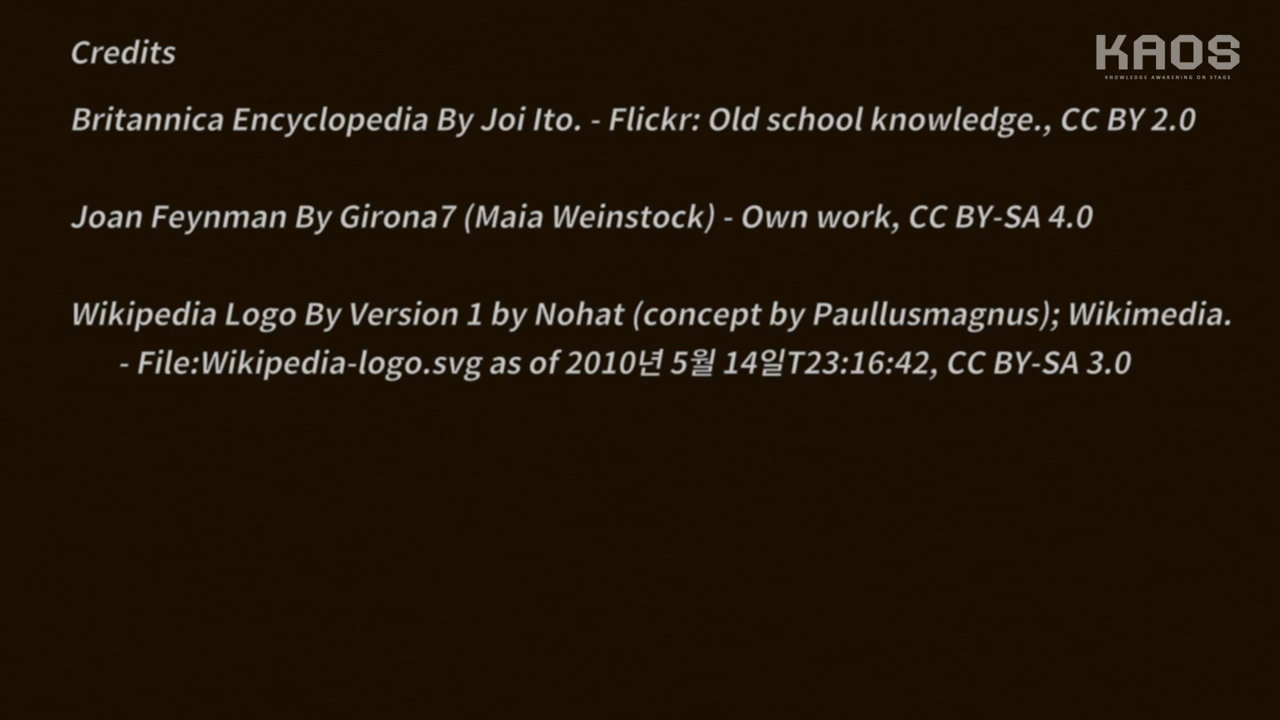 Credits
KAOS
KNOWLEDGE AWAKENING ON STAGE
Britannica Encyclopedia By Joi Ito. - Flickr: Old school knowledge., CC BY 2.0
Joan Feynman By Girona7 (Maia Weinstock) - Own work, CC BY-SA 4.0
Wikipedia Logo By Version 1 by Nohat (concept by Paullusmagnus); Wikimedia.
- File:Wikipedia-logo.svg as of 2010년 5월 14일T23:16:42, CC BY-SA 3.0